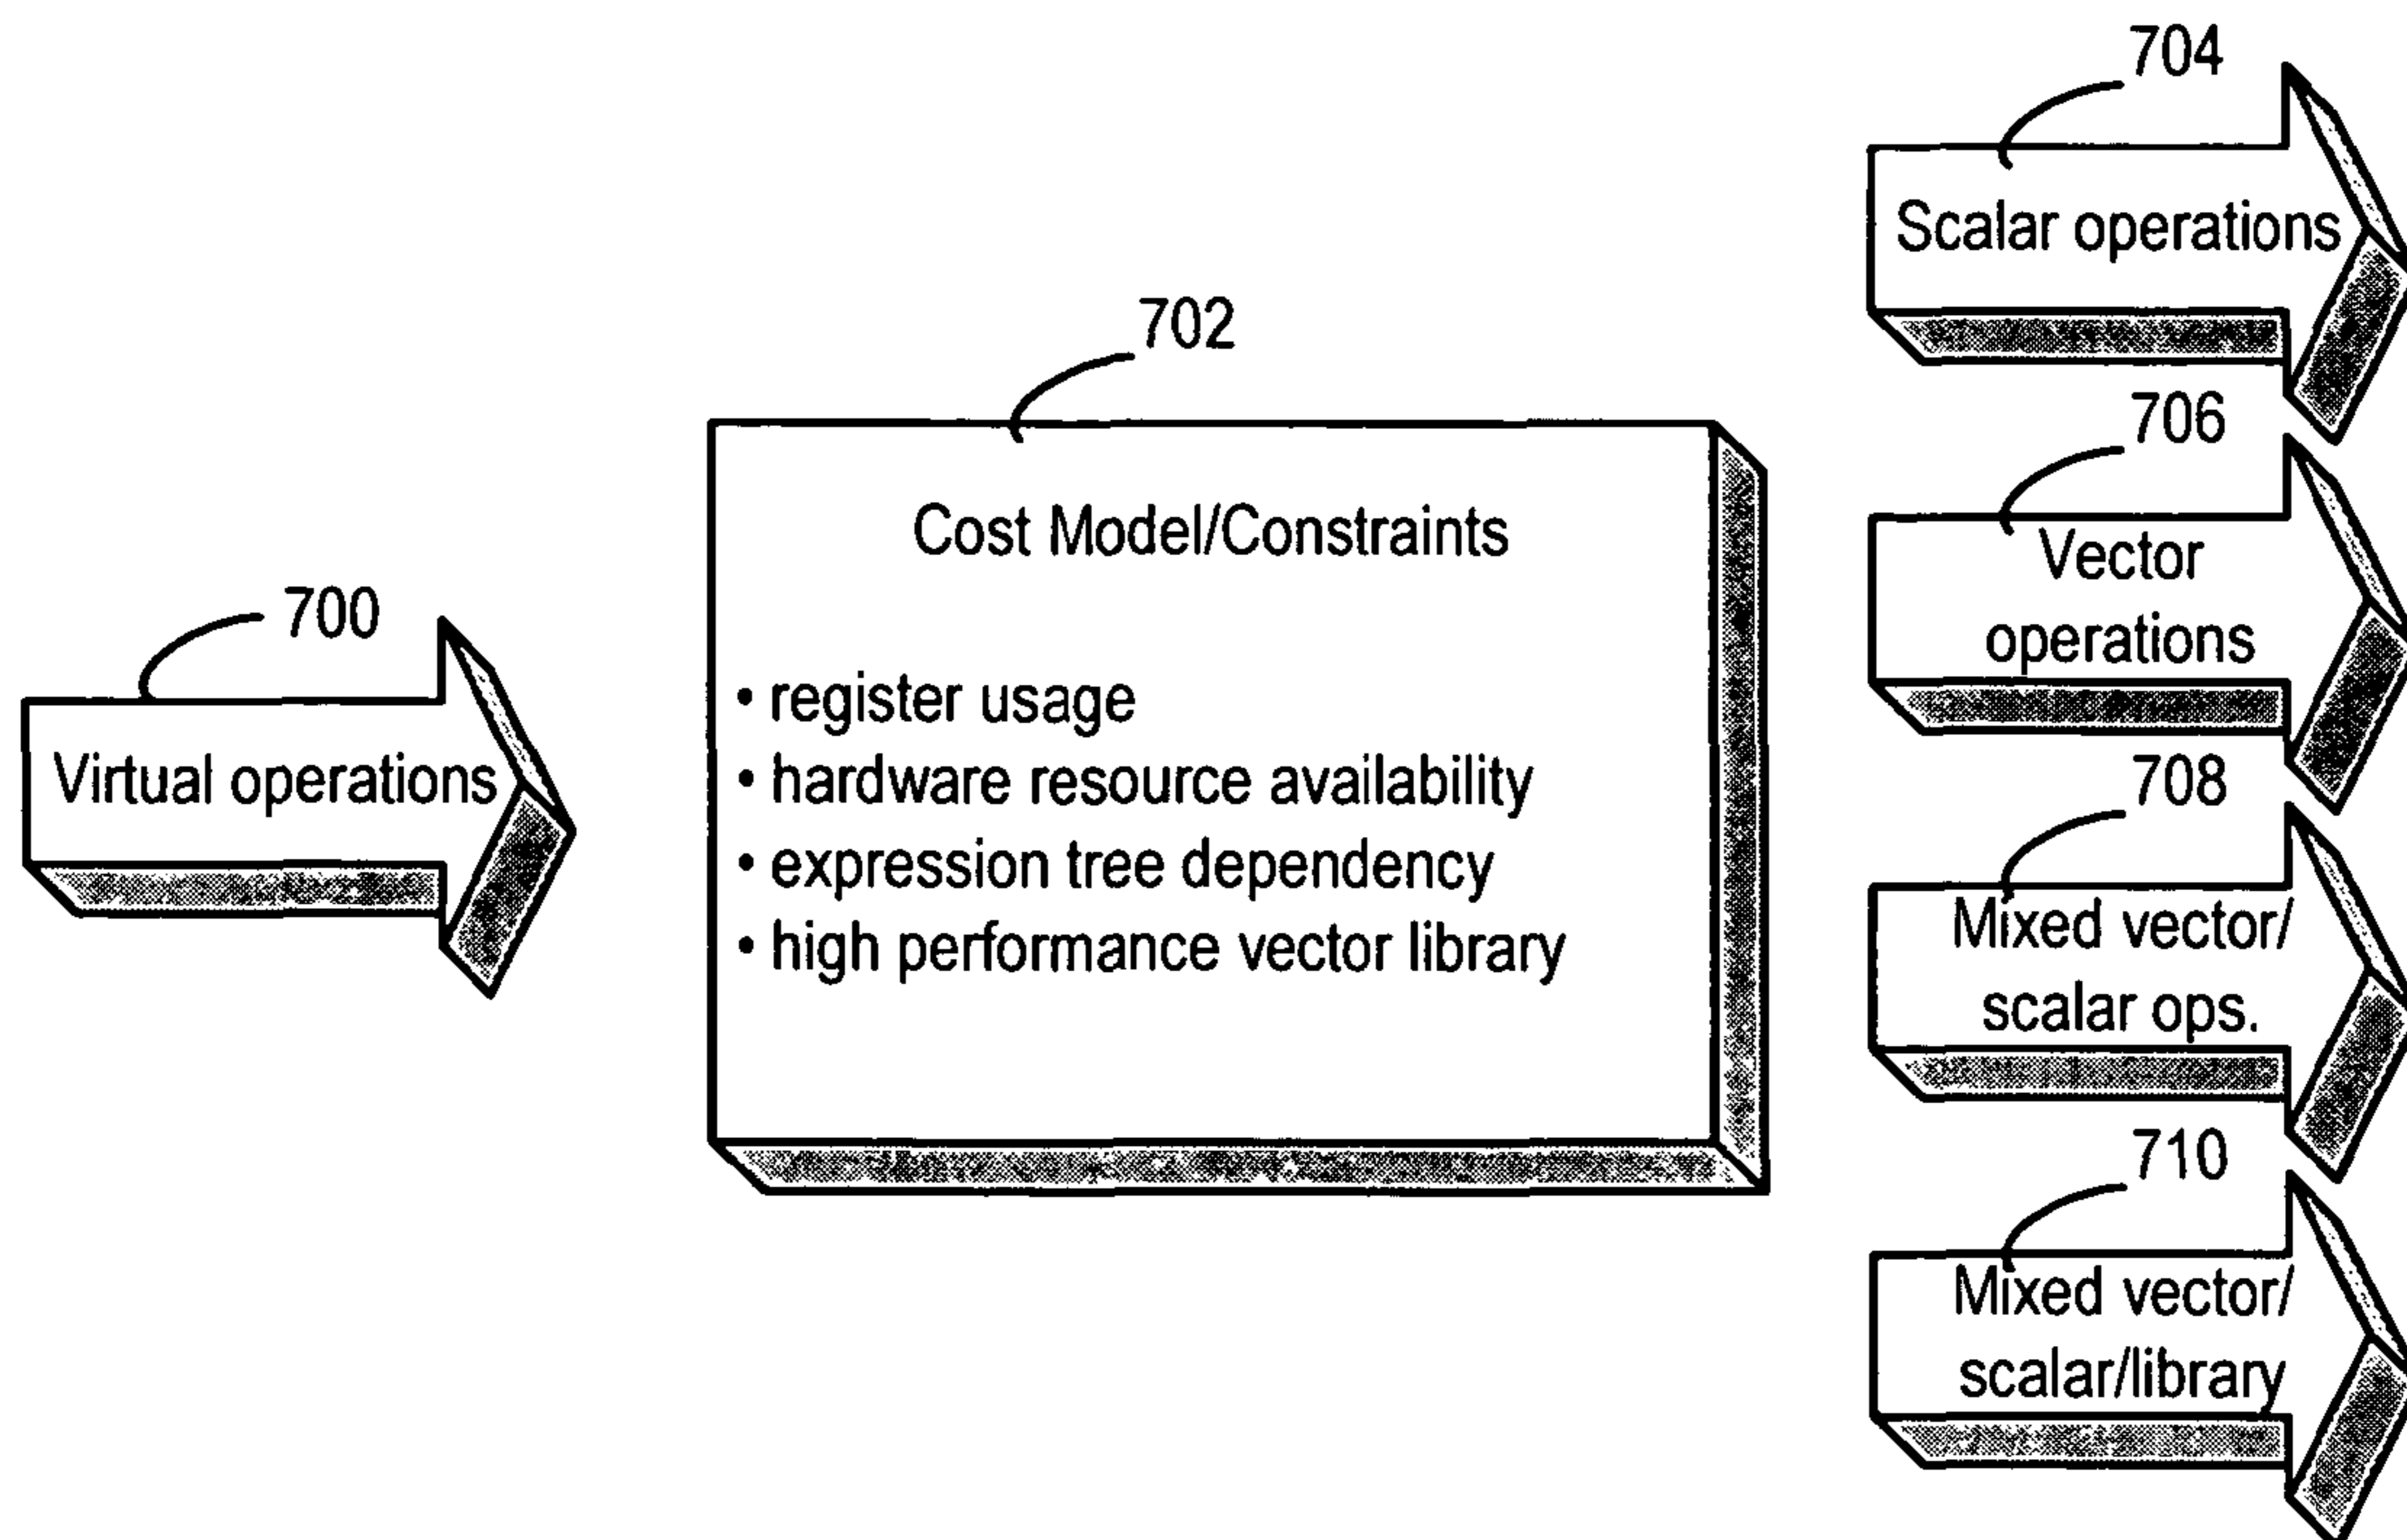 700
Virtual operations
702
Cost Model/Constraints
• register usage
• hardware resource availability
• expression tree dependency
• high performance vector library
704
Scalar operations
706
Vector
operations
708
Mixed vector/
scalar ops.
710
Mixed vector/
scalar/library